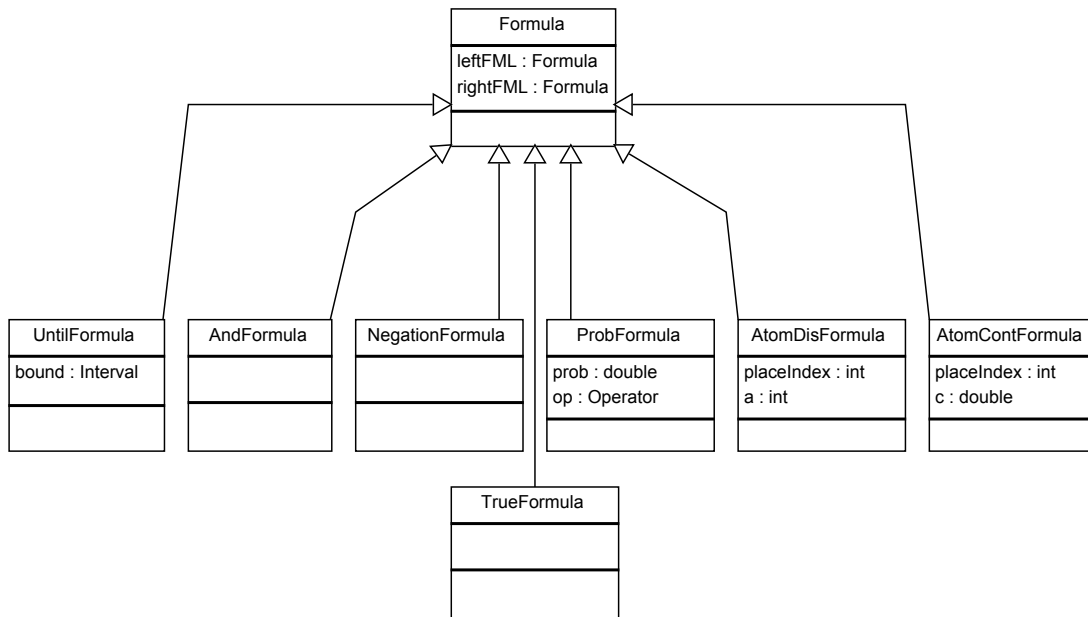 Formula
leftFML : Formula
rightFML : Formula
UntilFormula
bound : Interval
AndFormula
NegationFormula
ProbFormula
prob : double
op : Operator
AtomDisFormula
placeIndex : int
a : int
AtomContFormula
placeIndex : int
c : double
TrueFormula